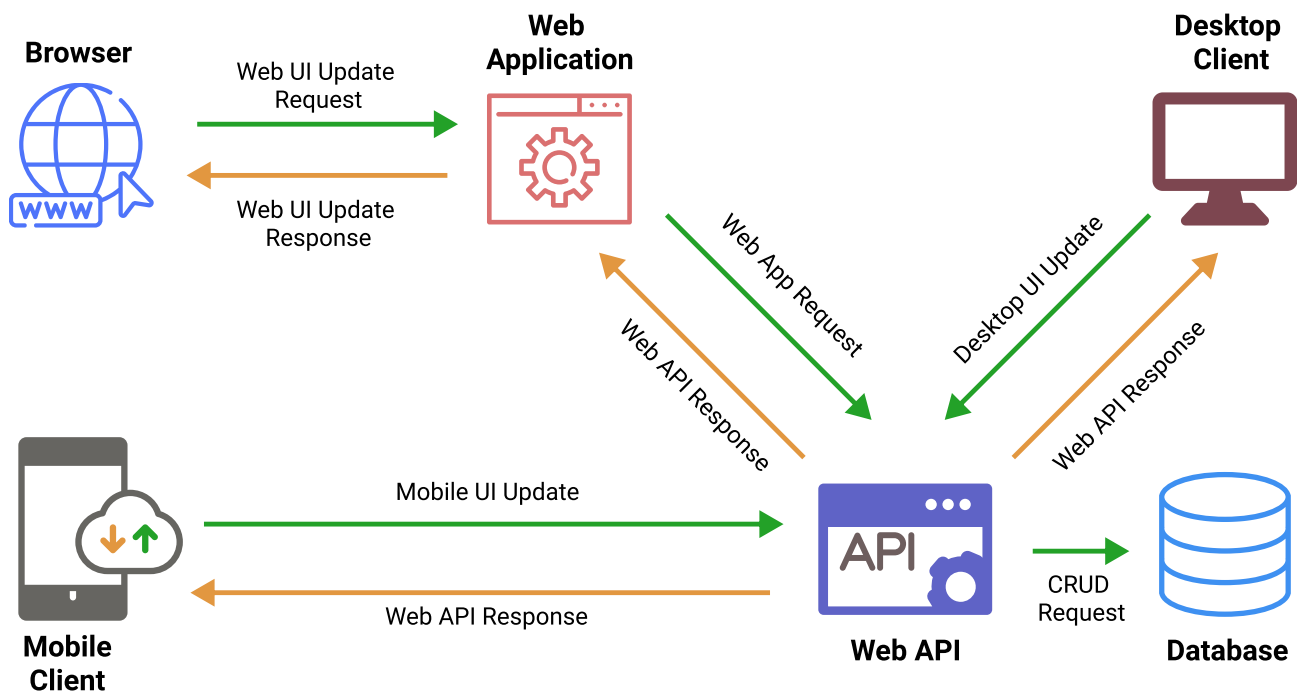 Browser
Web
Application
Desktop
Client
Web UI Update
Request
Web UI Update
Response
WWW
Web App Request
Web API Response
Desktop UI Update
Web API Response
Mobile UI Update
Web API Response
API
CRUD
Request
Mobile
Client
Web API
Database